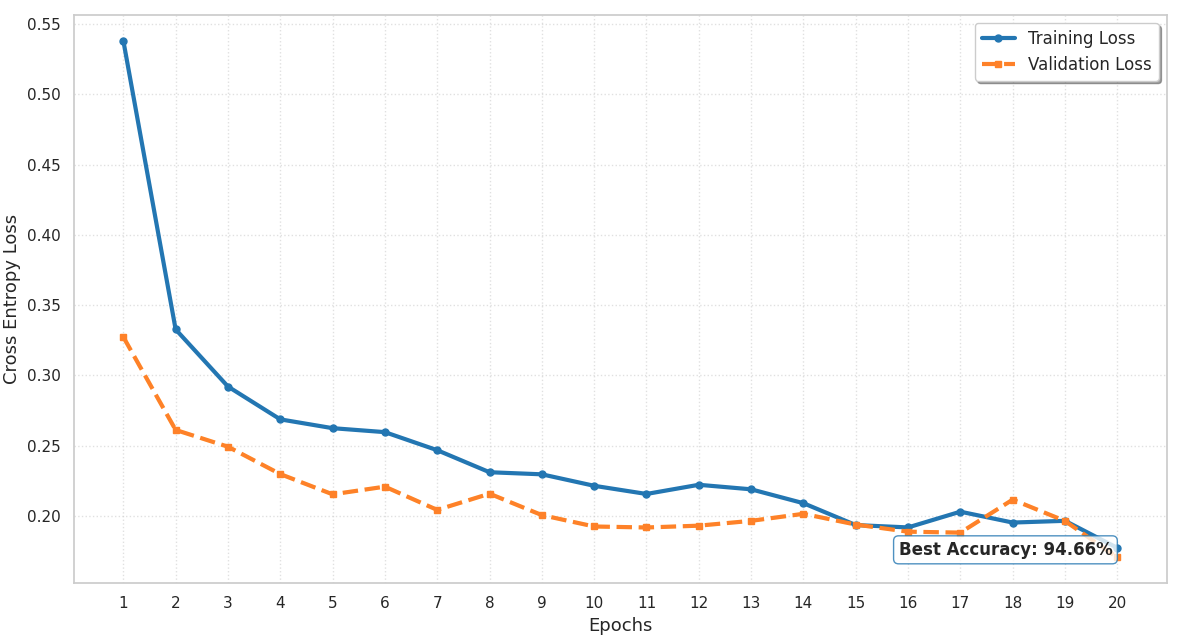 0.55
0.50
0.45
0.40
0.35
0.30
0.25
0.20
Cross Entropy Loss
Training Loss
Validation Loss
Best Accuracy: 94.66%
1 2 3 4 5 6 7 8 9 10 11 12 13 14 15 16 17 18 19 20
Epochs